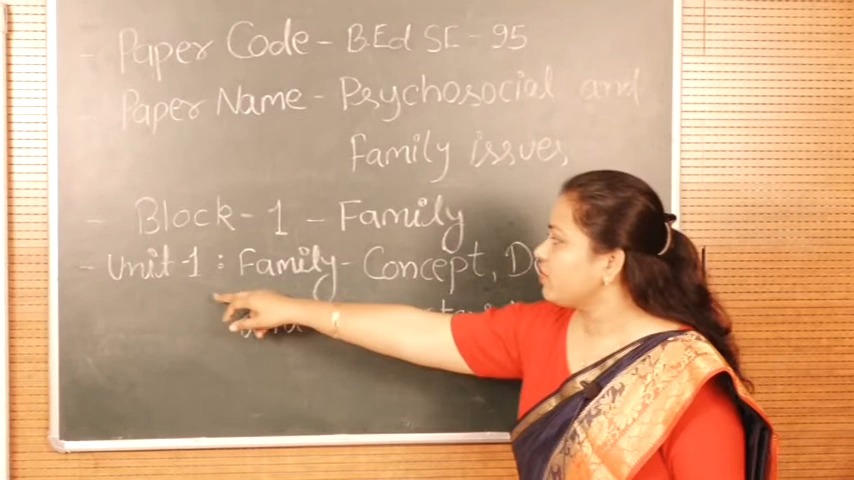 - Paper Code - B.Ed SE - 95
- Paper Name - Psychosocial and
Family issues
- Block - 1 - Family
- Unit-1 : Family - Concept,